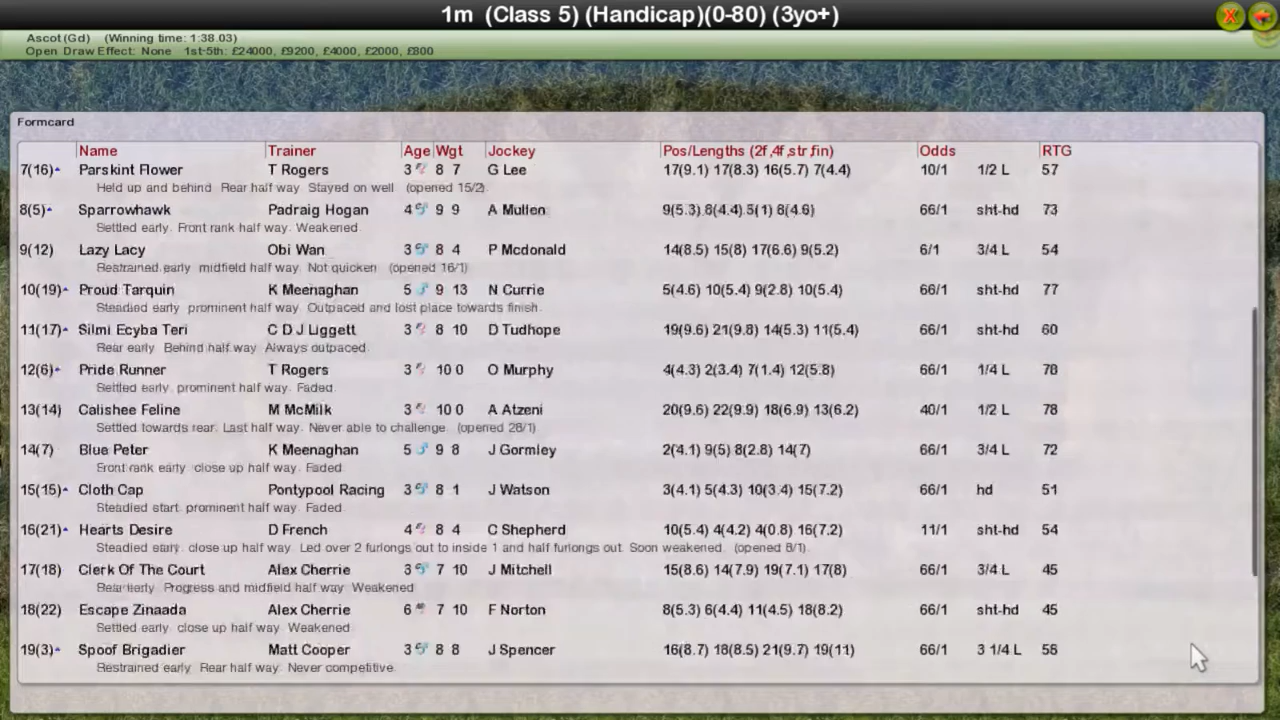 1m (Class 5) (Handicap)(0-80) (3yo+)
Ascot(Gd) (Winning time: 1:38.03)
Open Draw Effect: None 1st-5th: £24000, £9200, £4000, £2000, £800
Formcard
Name Trainer Age Wgt Jockey Pos/Lengths (2f,4f,str,fin) Odds RTG
7(16) Parskint Flower T Rogers 3 8 7 G Lee 17(9.1) 17(8.3) 16(5.7) 7(4.4) 10/1 1/2 L 57
Held up and behind Rear half way. Stayed on well (opened 15/2).
8(5) Sparrowhawk Padraig Hogan 4 9 9 A Mullen 9(5.3) 8(4.4) 5(1) 8(4.6) 66/1 sht-hd 73
Settled early. Front rank half way. Weakened.
9(12) Lazy Lacy Obi Wan 3 8 4 P Mcdonald 14(8.5) 15(8) 17(6.6) 9(5.2) 6/1 3/4 L 54
Restrained early midfield half way. Not quicken (opened 16/1)
10(19) Proud Tarquin K Meenaghan 5 9 13 N Currie 5(4.6) 10(5.4) 9(2.8) 10(5.4) 66/1 sht-hd 77
Steadied early prominent half way. Outpaced and lost place towards finish.
11(17) Silmi Ecyba Teri C D J Liggett 3 8 10 D Tudhope 19(9.6) 21(9.8) 14(5.3) 11(5.4) 66/1 sht-hd 60
Rear early Behind half way Always outpaced.
12(6) Pride Runner T Rogers 3 10 0 O Murphy 4(4.3) 2(3.4) 7(1.4) 12(5.8) 66/1 1/4 L 78
Settled early prominent half way. Faded.
13(14) Calishee Feline M McMilk 3 10 0 A Atzeni 20(9.6) 22(9.9) 18(6.9) 13(6.2) 40/1 1/2 L 78
Settled towards rear. Last half way. Never able to challenge. (opened 28/1)
14(7) Blue Peter K Meenaghan 5 9 8 J Gormley 2(4.1) 9(5) 8(2.8) 14(7) 66/1 3/4 L 72
Front rank early close up half way. Faded
15(15) Cloth Cap Pontypool Racing 3 8 1 J Watson 3(4.1) 5(4.3) 10(3.4) 15(7.2) 66/1 hd 51
Steadied start prominent half way. Faded
16(21) Hearts Desire D French 4 8 4 C Shepherd 10(5.4) 4(4.2) 4(0.8) 16(7.2) 11/1 sht-hd 54
Steadied early. close up half way. Led over 2 furlongs out to inside 1 and half furlongs out. Soon weakened. (opened 8/1).
17(18) Clerk Of The Court Alex Cherrie 3 7 10 J Mitchell 15(8.6) 14(7.9) 19(7.1) 17(8) 66/1 3/4 L 45
Rear early Progress and midfield half way Weakened
18(22) Escape Zinaada Alex Cherrie 6 7 10 F Norton 8(5.3) 6(4.4) 11(4.5) 18(8.2) 66/1 sht-hd 45
Settled early close up half way Weakened
19(3) Spoof Brigadier Matt Cooper 3 8 8 J Spencer 16(8.7) 18(8.5) 21(9.7) 19(11) 66/1 3 1/4 L 58
Restrained early. Rear half way. Never competitive.